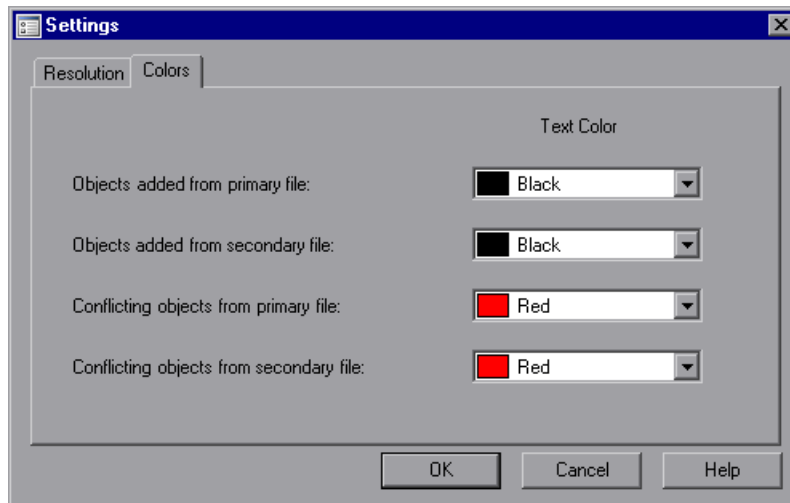 Settings
Resolution Colors
Text Color
Objects added from primary file: Black
Objects added from secondary file: Black
Conflicting objects from primary file: Red
Conflicting objects from secondary file: Red
OK Cancel Help